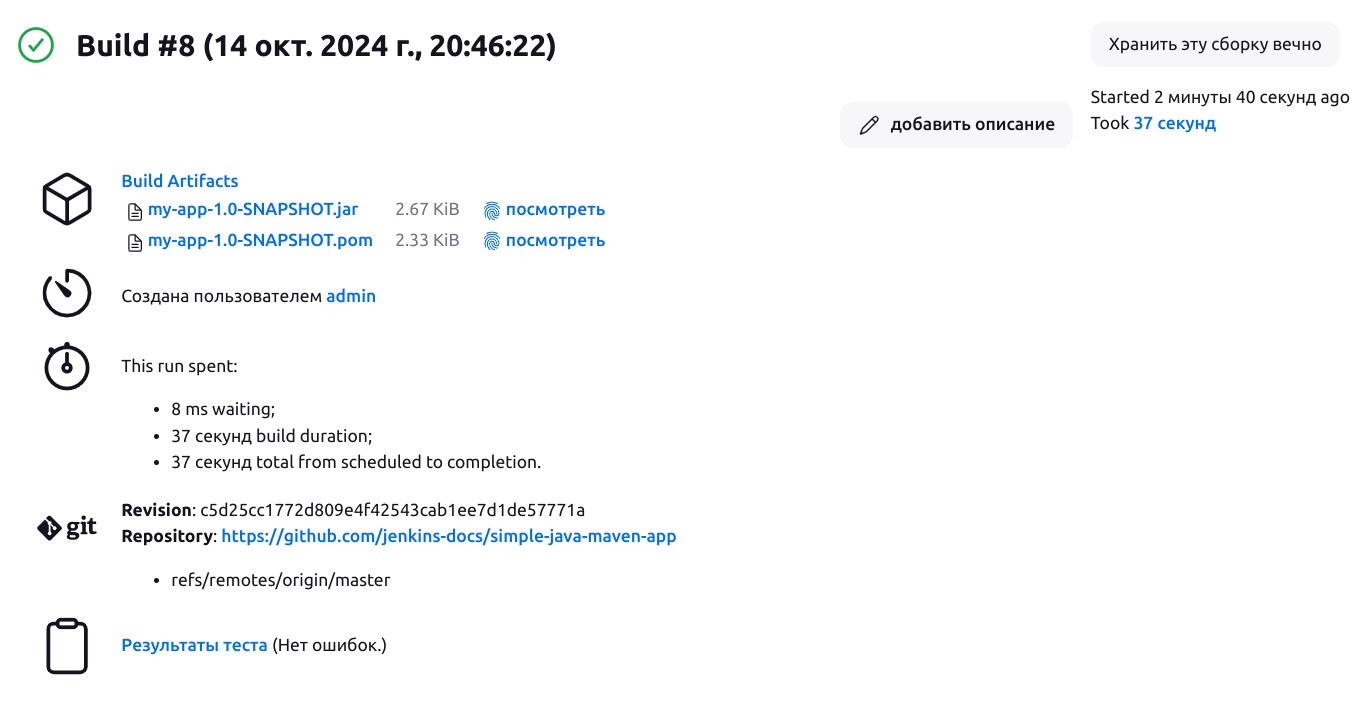 Build #8 (14 окт. 2024 г., 20:46:22)
Хранить эту сборку вечно
Started 2 минуты 40 секунд ago
Took 37 секунд
добавить описание
Build Artifacts
my-app-1.0-SNAPSHOT.jar 2.67 KiB посмотреть
my-app-1.0-SNAPSHOT.pom 2.33 KiB посмотреть
Создана пользователем admin
This run spent:
• 8 ms waiting;
• 37 секунд build duration;
• 37 секунд total from scheduled to completion.
git
Revision: c5d25cc1772d809e4f42543cab1ee7d1de57771a
Repository: https://github.com/jenkins-docs/simple-java-maven-app
• refs/remotes/origin/master
Результаты теста (Нет ошибок.)